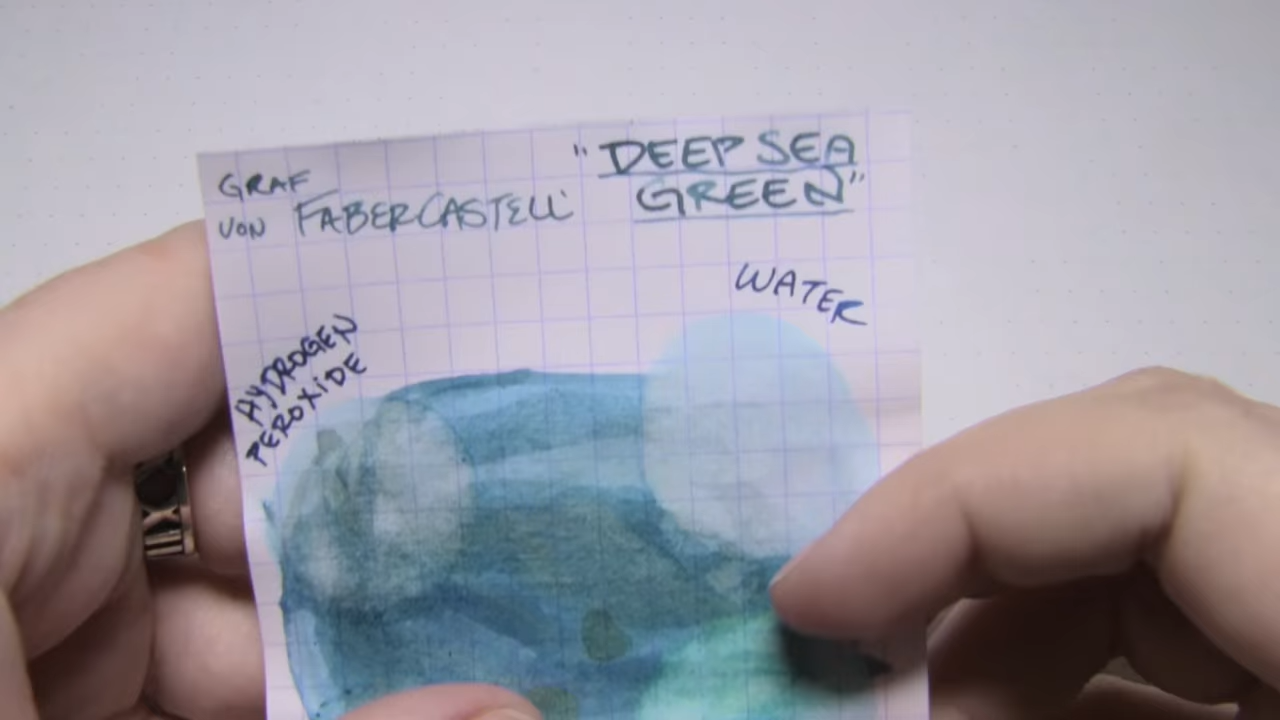 GRAF
VON FABERCASTELL
"DEEP SEA
GREEN"
WATER
HYDROGEN
PEROXIDE